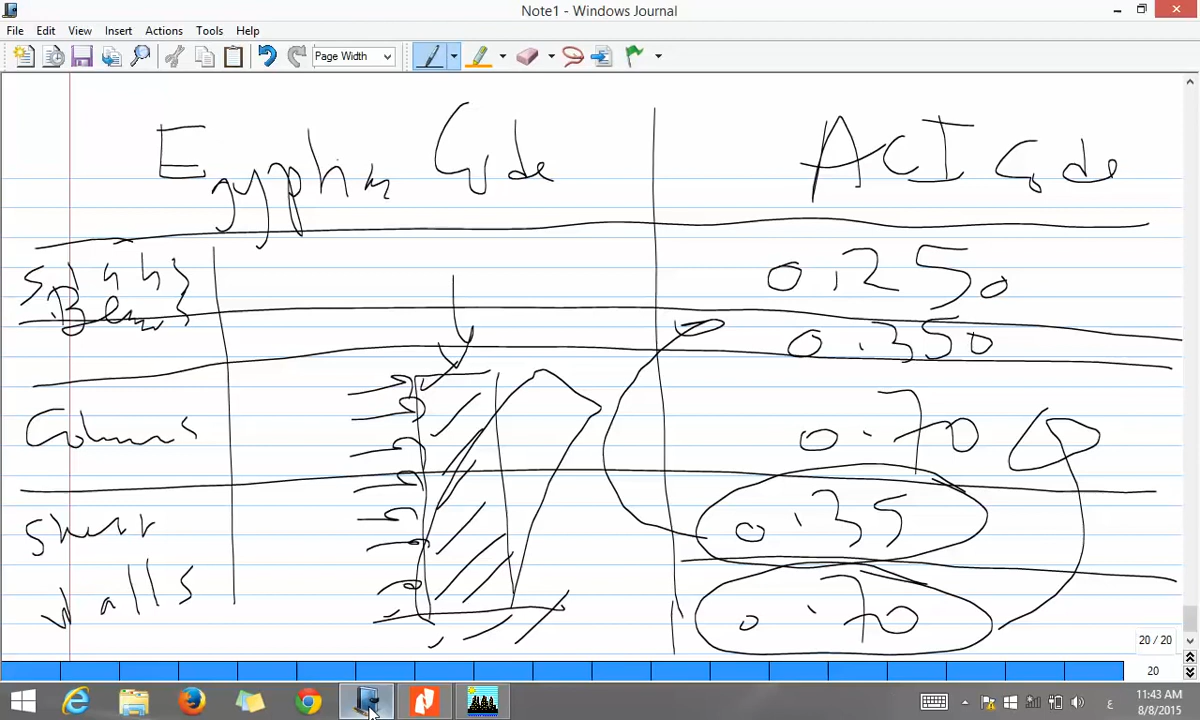 Note1 - Windows Journal
File Edit View Insert Actions Tools Help
Page Width
Egyptian Code
ACI Code
Slabs
0.250
Beams
0.350
Columns
0.70
Shear
0.35
walls
0.70
20 / 20
20
11:43 AM
ع
8/8/2015